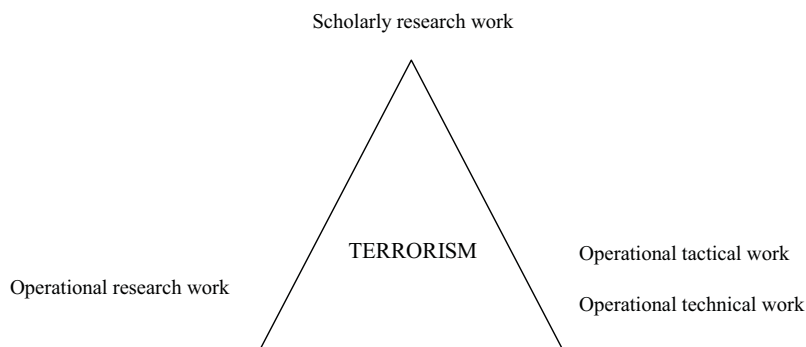 Scholarly research work
TERRORISM
Operational tactical work
Operational research work
Operational technical work